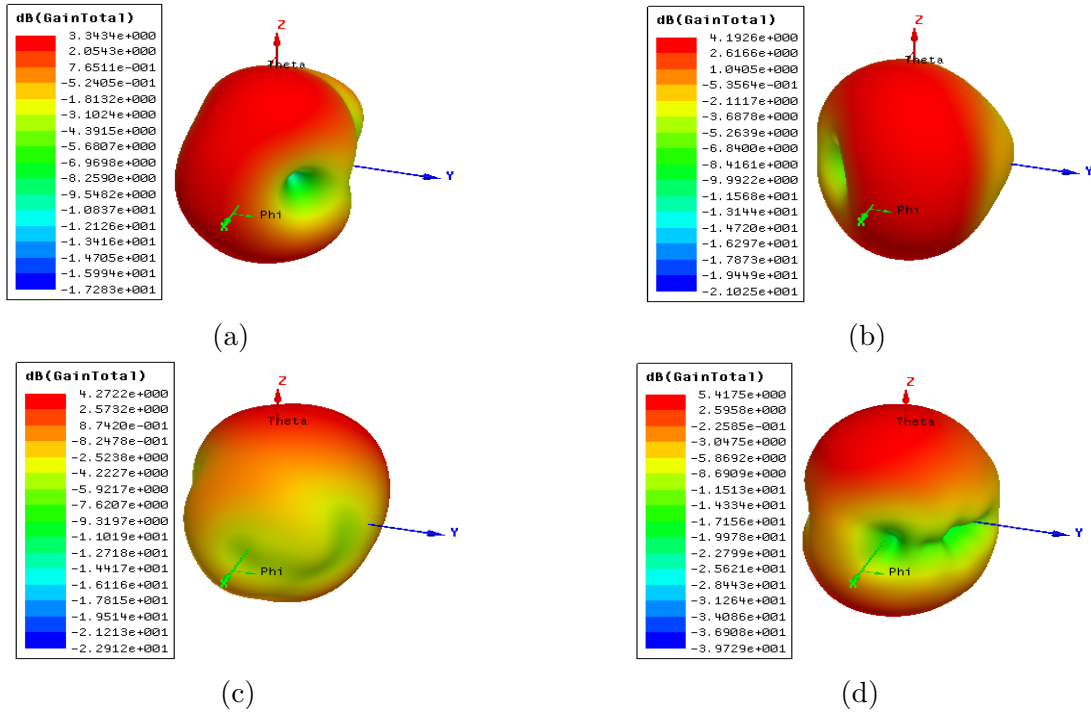 dB(GainTotal)
3.3434e+000
2.0543e+000
7.6511e-001
-5.2405e-001
-1.8132e+000
-3.1024e+000
-4.3915e+000
-5.6807e+000
-6.9698e+000
-8.2590e+000
-9.5482e+000
-1.0837e+001
-1.2126e+001
-1.3416e+001
-1.4705e+001
-1.5994e+001
-1.7283e+001
Z
Theta
Y
Phi
X
(a)
dB(GainTotal)
4.1926e+000
2.6166e+000
1.0405e+000
-5.3564e-001
-2.1117e+000
-3.6878e+000
-5.2639e+000
-6.8400e+000
-8.4161e+000
-9.9922e+000
-1.1568e+001
-1.3144e+001
-1.4720e+001
-1.6297e+001
-1.7873e+001
-1.9449e+001
-2.1025e+001
Z
Theta
Y
Phi
X
(b)
dB(GainTotal)
4.2722e+000
2.5732e+000
8.7420e-001
-8.2478e-001
-2.5238e+000
-4.2227e+000
-5.9217e+000
-7.6207e+000
-9.3197e+000
-1.1019e+001
-1.2718e+001
-1.4417e+001
-1.6116e+001
-1.7815e+001
-1.9514e+001
-2.1213e+001
-2.2912e+001
Z
Theta
Y
Phi
X
(c)
dB(GainTotal)
5.4175e+000
2.5958e+000
-2.2585e-001
-3.0475e+000
-5.8692e+000
-8.6909e+000
-1.1513e+001
-1.4334e+001
-1.7156e+001
-1.9978e+001
-2.2799e+001
-2.5621e+001
-2.8443e+001
-3.1264e+001
-3.4086e+001
-3.6908e+001
-3.9729e+001
Z
Theta
Y
Phi
X
(d)